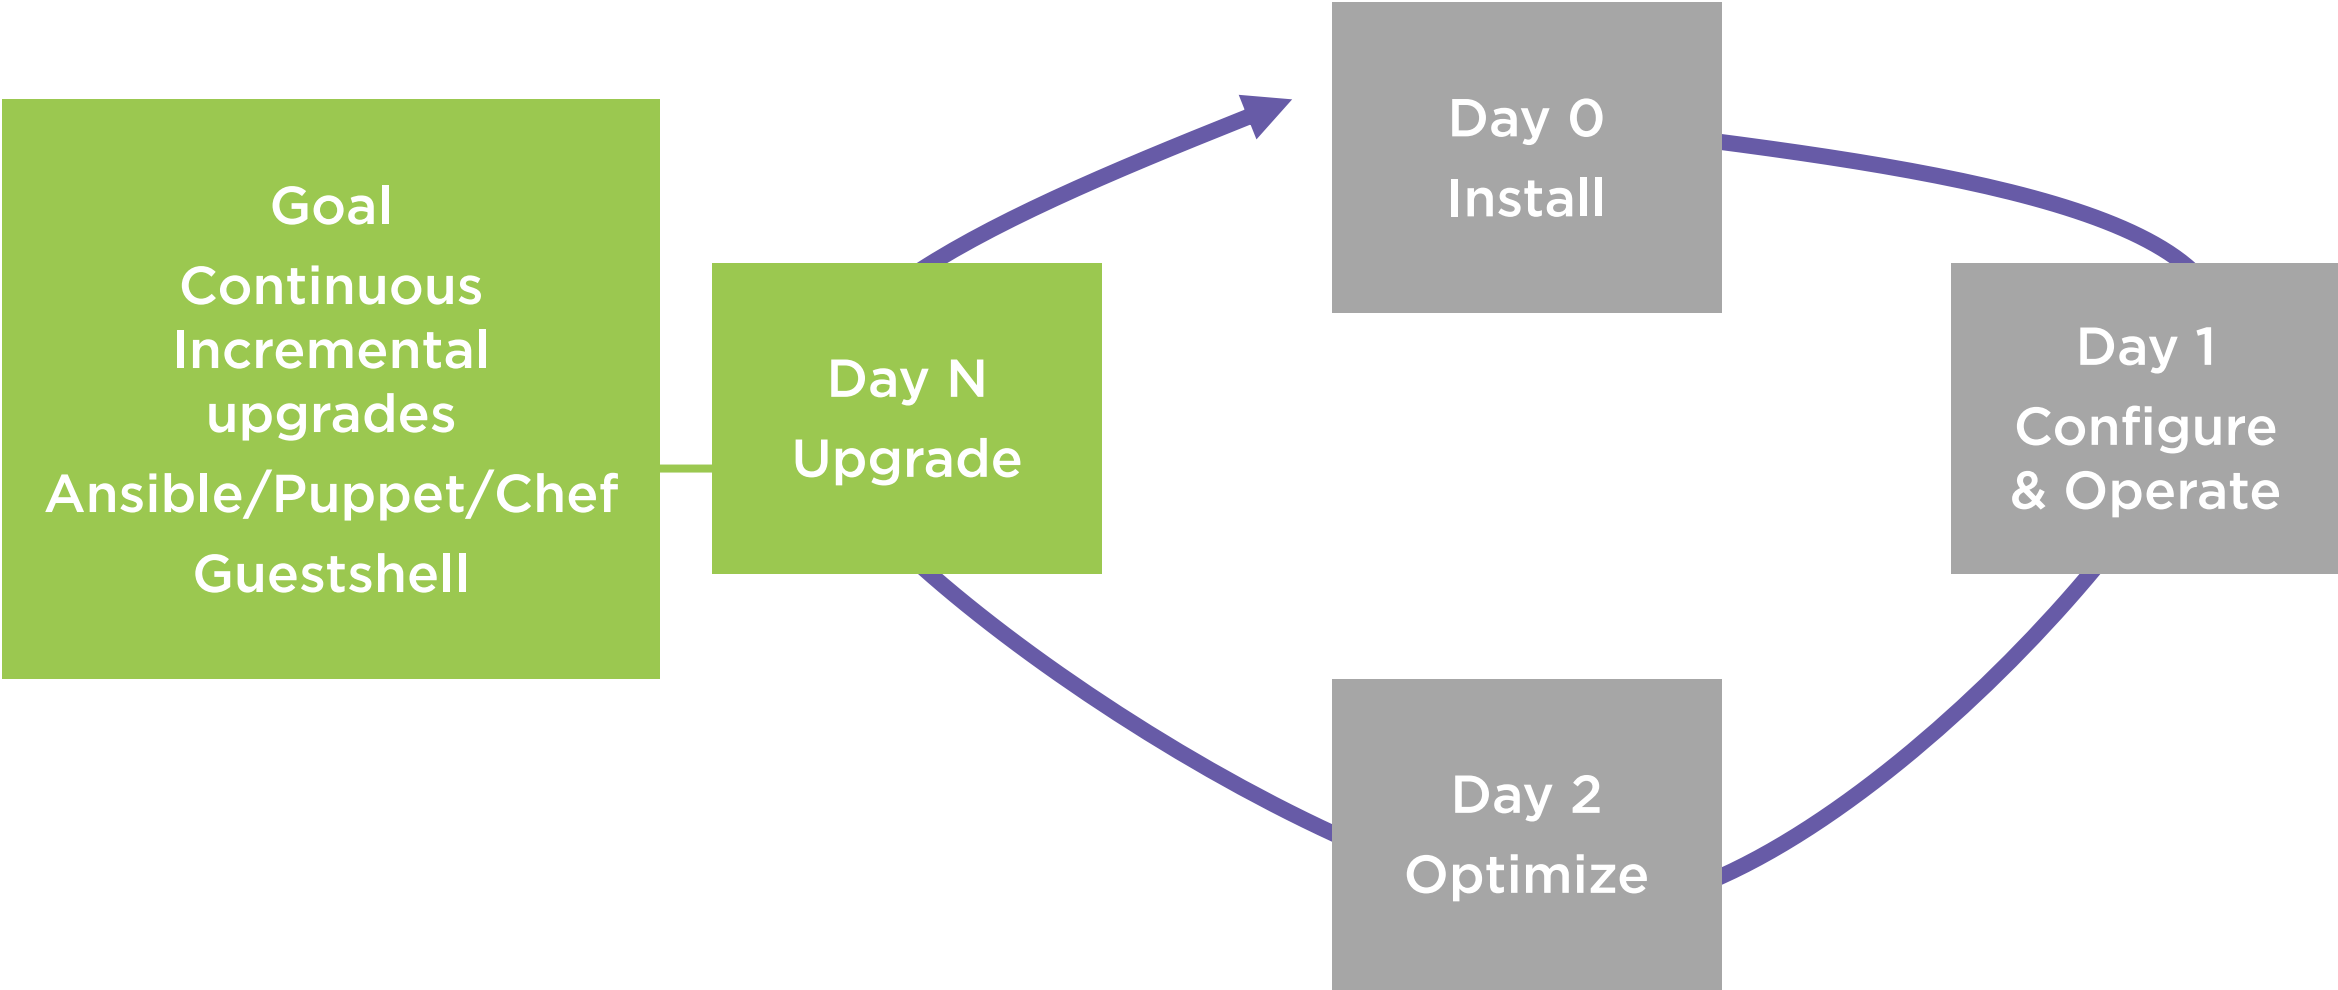 Goal
Continuous
Incremental
upgrades
Ansible/Puppet/Chef
Guestshell
Day N
Upgrade
Day 0
Install
Day 1
Configure
& Operate
Day 2
Optimize